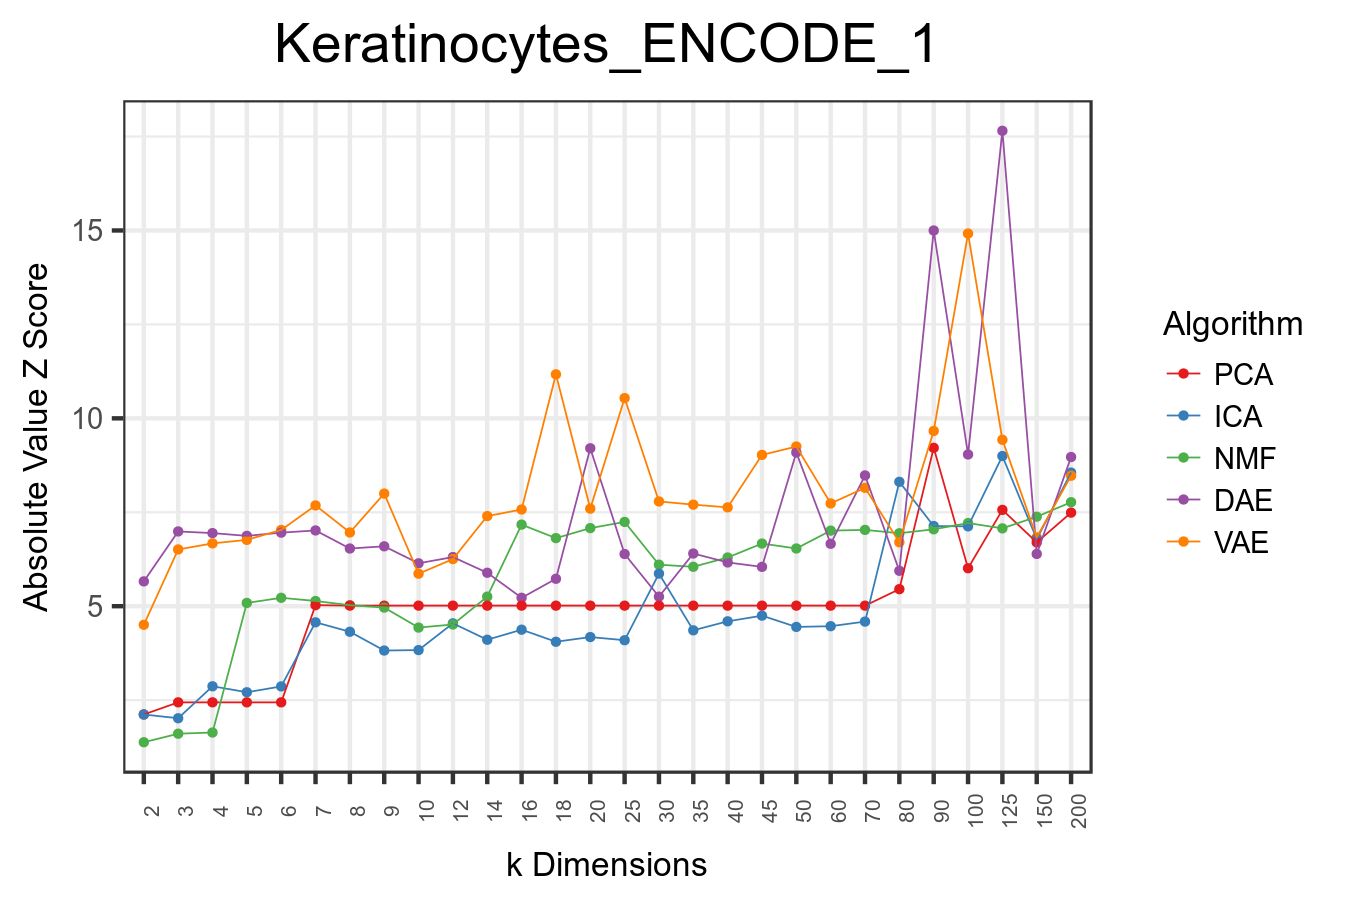 Keratinocytes_ENCODE_1
Absolute Value Z Score
15
10
5
2 3 4 5 6 7 8 9 10 12 14 16 18 20 25 30 35 40 45 50 60 70 80 90 100 125 150 200
k Dimensions
Algorithm
PCA
ICA
NMF
DAE
VAE